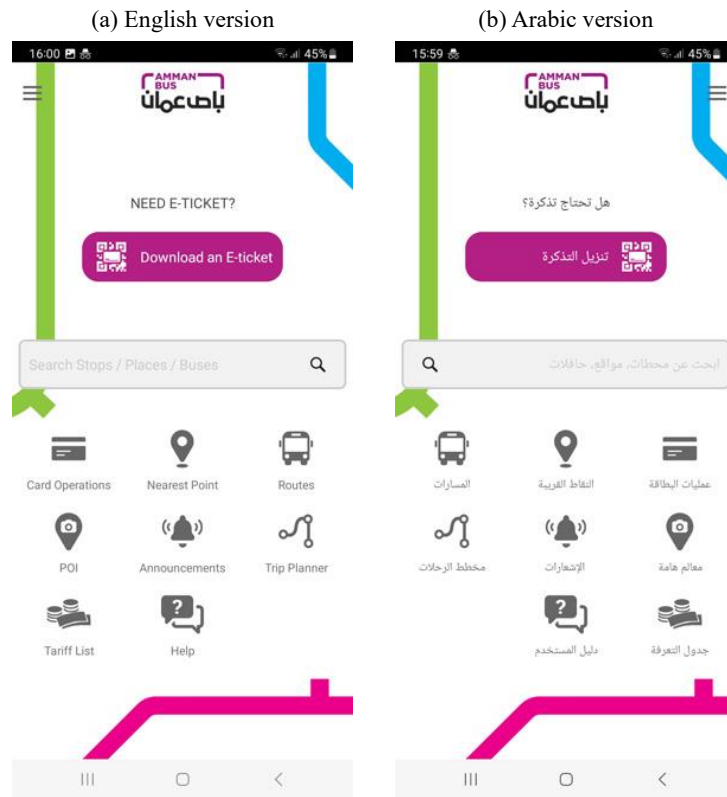 (a) English version
16:00 45%
AMMAN
BUS
باص عمان
NEED E-TICKET?
Download an E-ticket
Search Stops / Places / Buses
Card Operations Nearest Point Routes
POI Announcements Trip Planner
Tariff List Help
(b) Arabic version
15:59 45%
AMMAN
BUS
باص عمان
هل تحتاج تذكرة؟
تنزيل التذكرة
ابحث عن محطات، مواقع، حافلات
عمليات البطاقة النقاط القريبة المسارات
معالم هامة الإشعارات مخطط الرحلات
جدول التعرفة دليل المستخدم